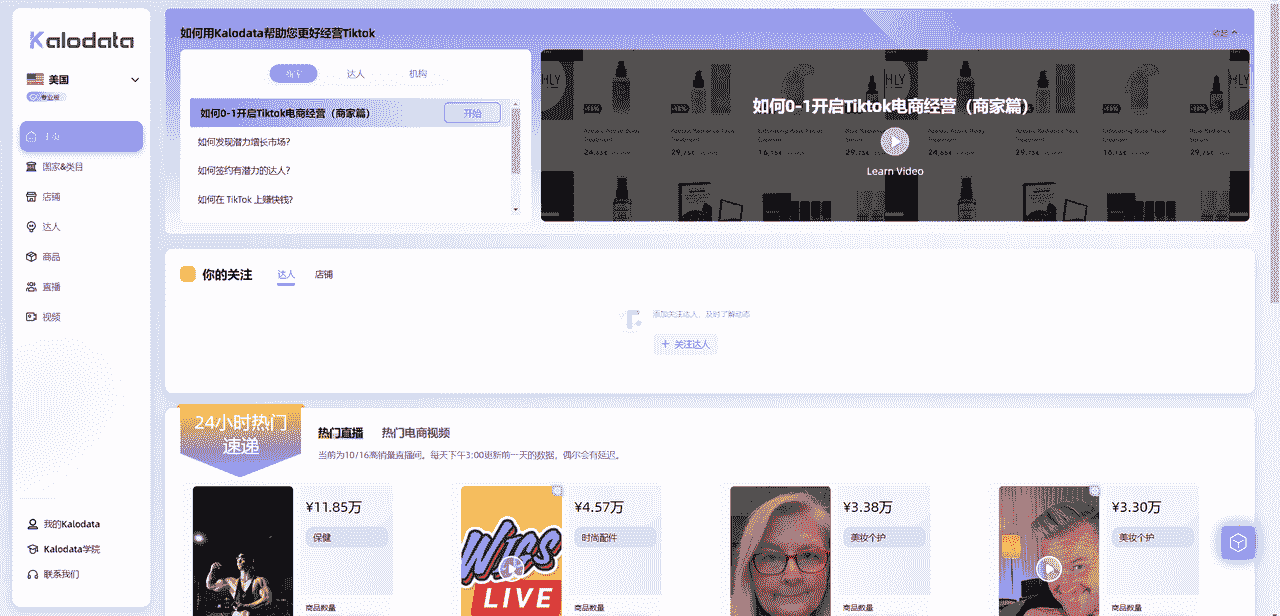 Kalodata
美国
专业版
主页
国家&类目
店铺
达人
商品
直播
视频
我的Kalodata
Kalodata学院
联系我们
如何用Kalodata帮助您更好经营Tiktok
收起
商家
达人
机构
如何0-1开启Tiktok电商经营（商家篇）
开始
如何发现潜力增长市场?
如何签约有潜力的达人?
如何在 TikTok 上赚快钱?
如何0-1开启Tiktok电商经营（商家篇）
Learn Video
你的关注
达人
店铺
添加关注达人，及时了解动态
+ 关注达人
24小时热门
速递
热门直播
热门电商视频
当前为10/16高销量直播间。每天下午3:00更新前一天的数据，偶尔会有延迟。
¥11.85万
保健
商品数量
¥4.57万
时尚配件
商品数量
WICS
LIVE
¥3.38万
美妆个护
商品数量
¥3.30万
美妆个护
商品数量